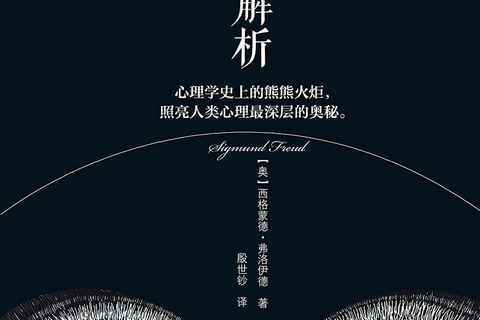 解析
心理学史上的熊熊火炬，
照亮人类心理最深层的奥秘。
Sigmund Freud
【奥】西格蒙德·弗洛伊德 著
殷世钞 译